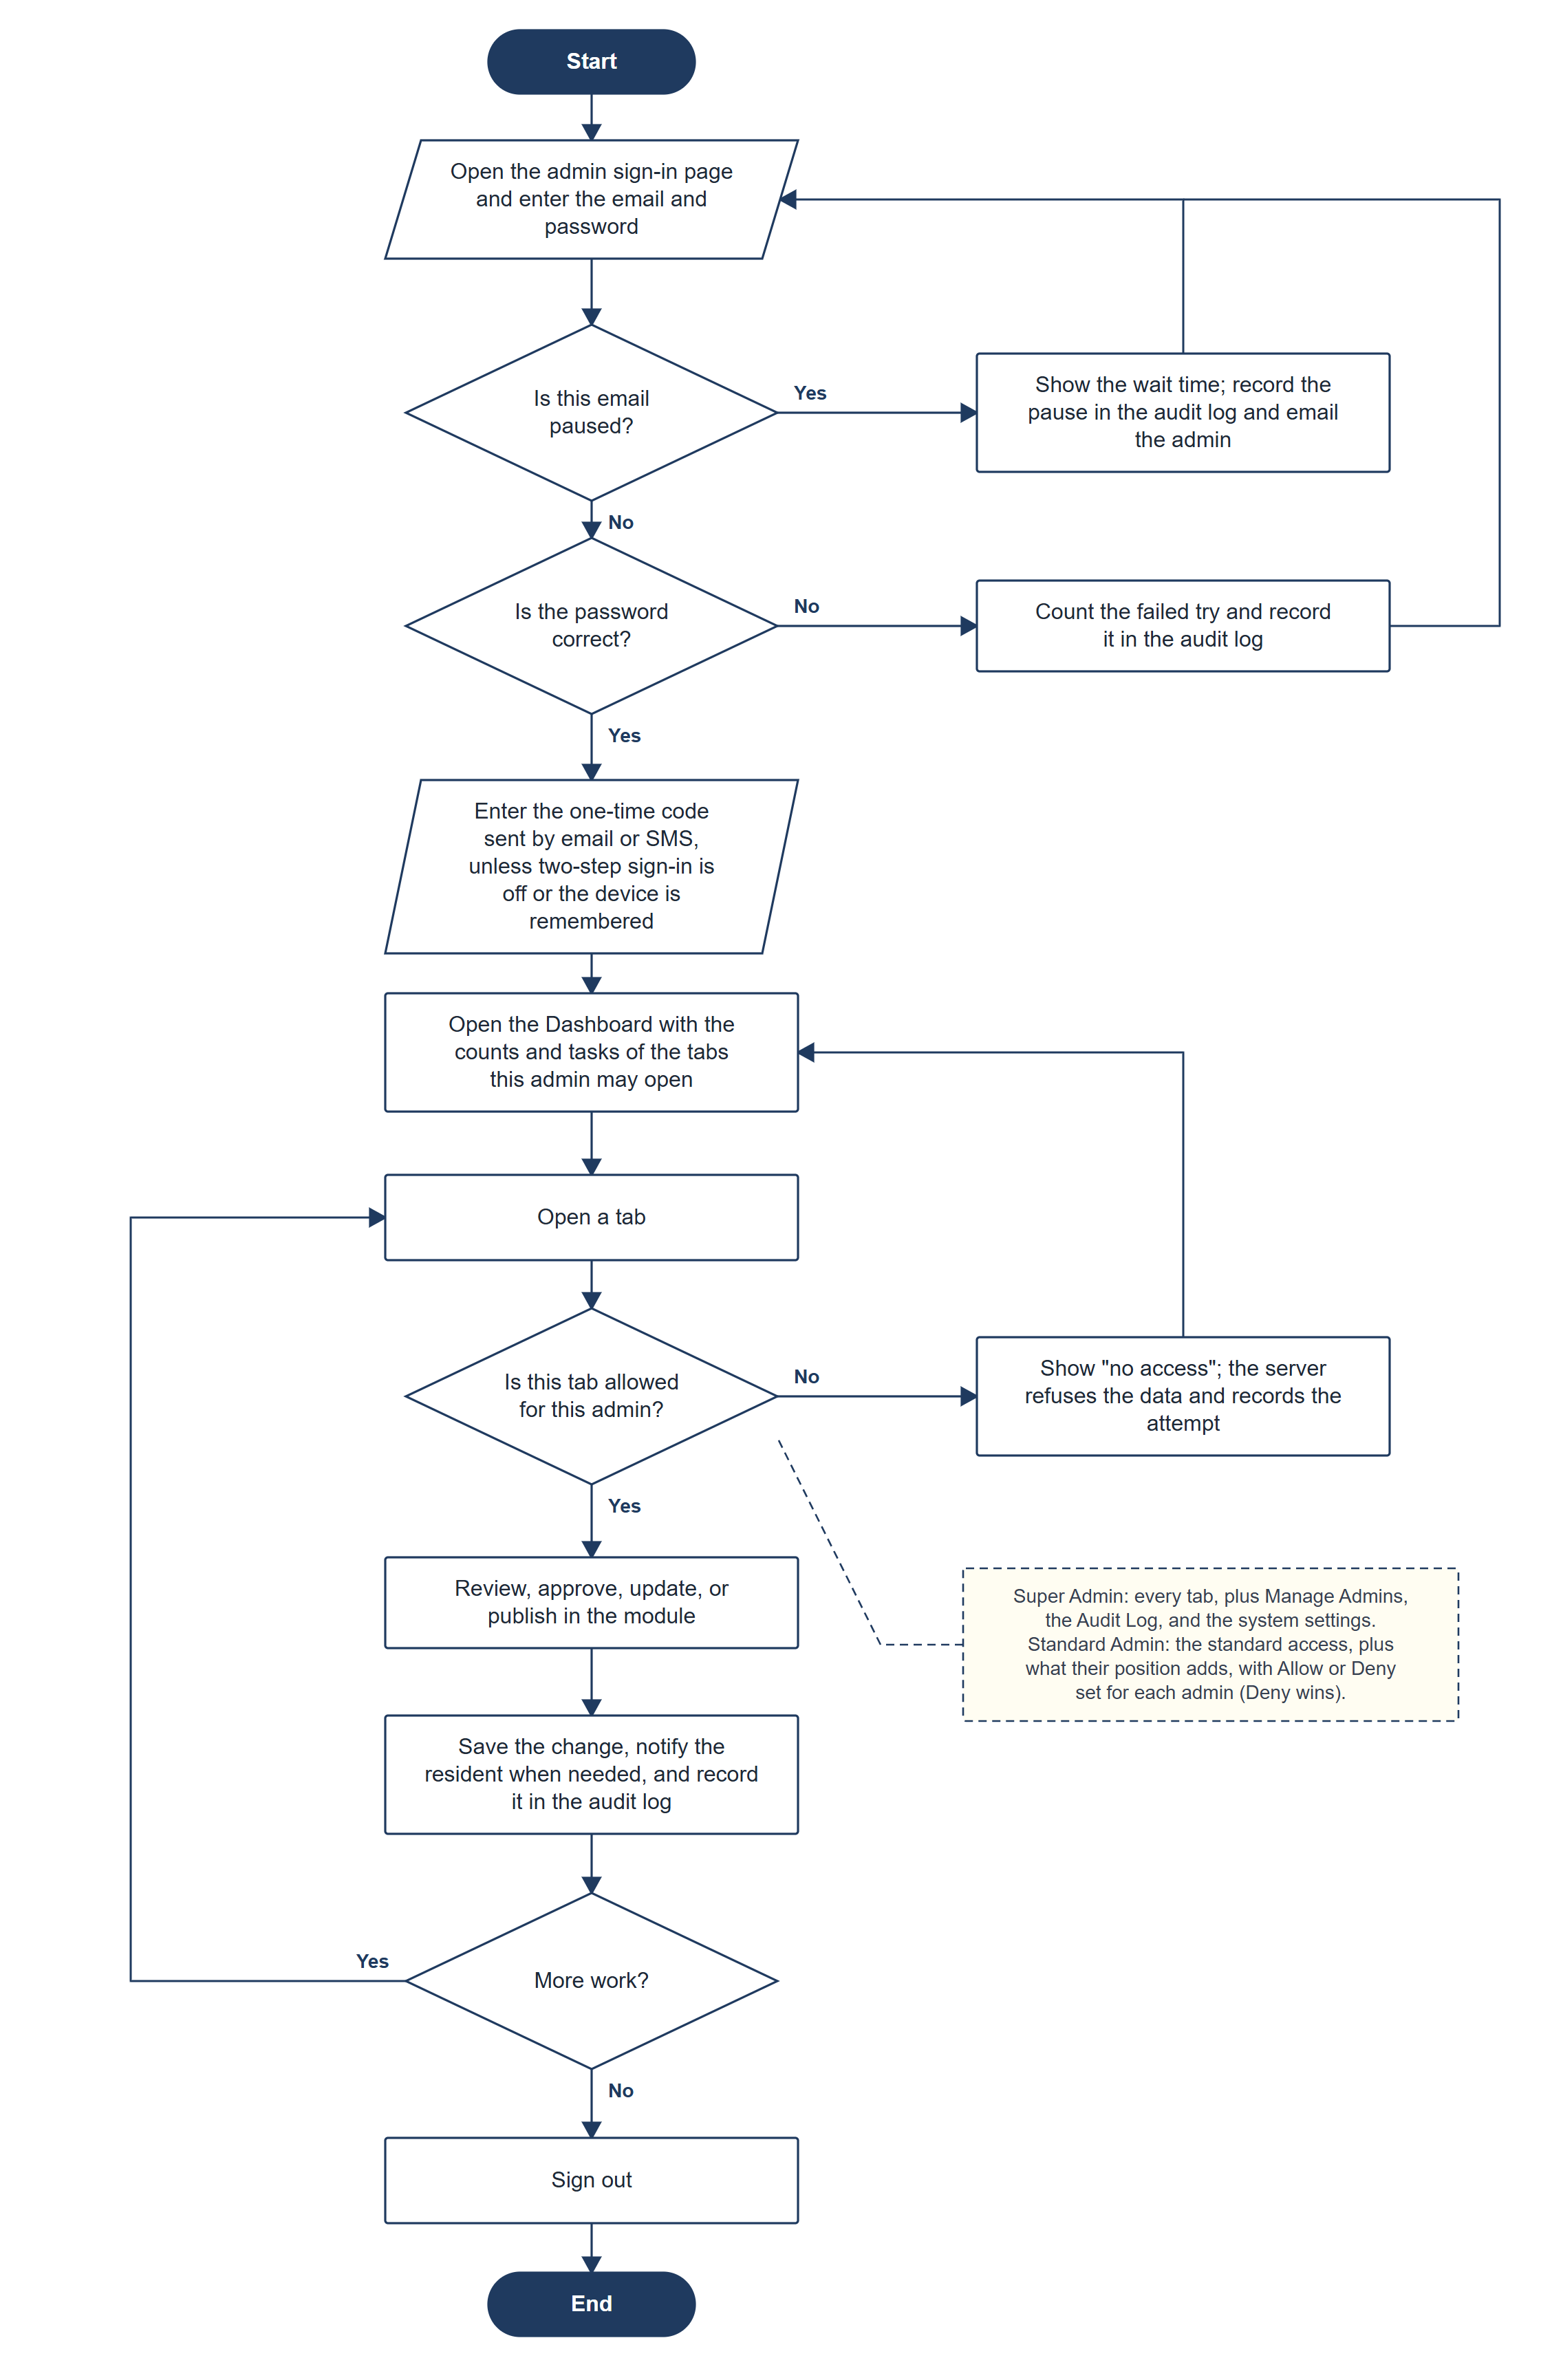 Start
Open the admin sign-in page
and enter the email and
password
Is this email
paused?
Yes
Show the wait time; record the
pause in the audit log and email
the admin
No
Is the password
correct?
No
Count the failed try and record
it in the audit log
Yes
Enter the one-time code
sent by email or SMS,
unless two-step sign-in is
off or the device is
remembered
Open the Dashboard with the
counts and tasks of the tabs
this admin may open
Open a tab
Is this tab allowed
for this admin?
No
Show "no access"; the server
refuses the data and records the
attempt
Yes
Review, approve, update, or
publish in the module
Super Admin: every tab, plus Manage Admins,
the Audit Log, and the system settings.
Standard Admin: the standard access, plus
what their position adds, with Allow or Deny
set for each admin (Deny wins).
Save the change, notify the
resident when needed, and record
it in the audit log
Yes
More work?
No
Sign out
End